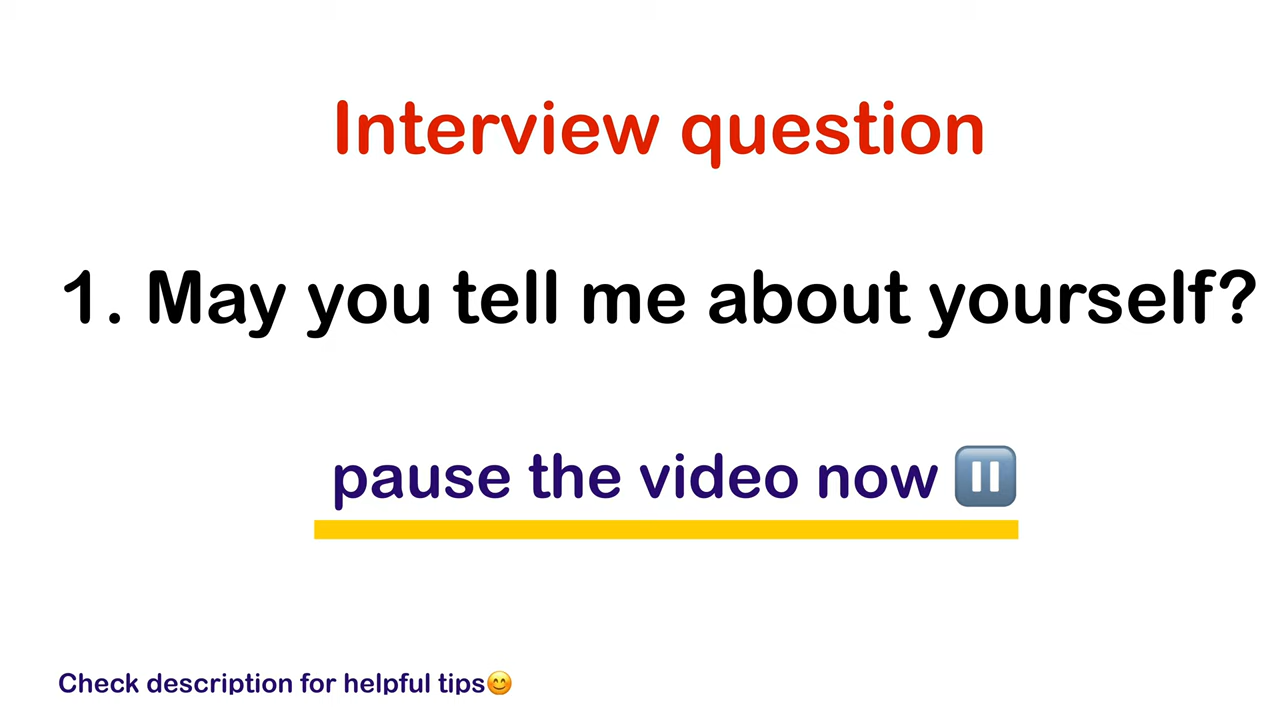 Interview question
1. May you tell me about yourself?
pause the video now ⏸️
Check description for helpful tips😊